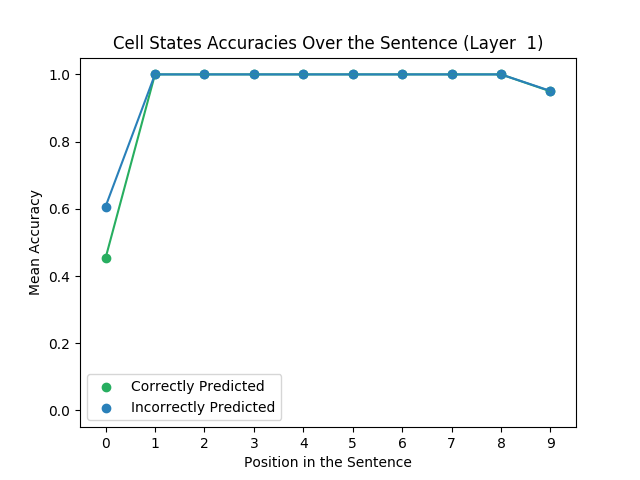 Cell States Accuracies Over the Sentence (Layer  1)
Mean Accuracy
1.0
0.8
0.6
0.4
0.2
0.0
Correctly Predicted
Incorrectly Predicted
0 1 2 3 4 5 6 7 8 9
Position in the Sentence